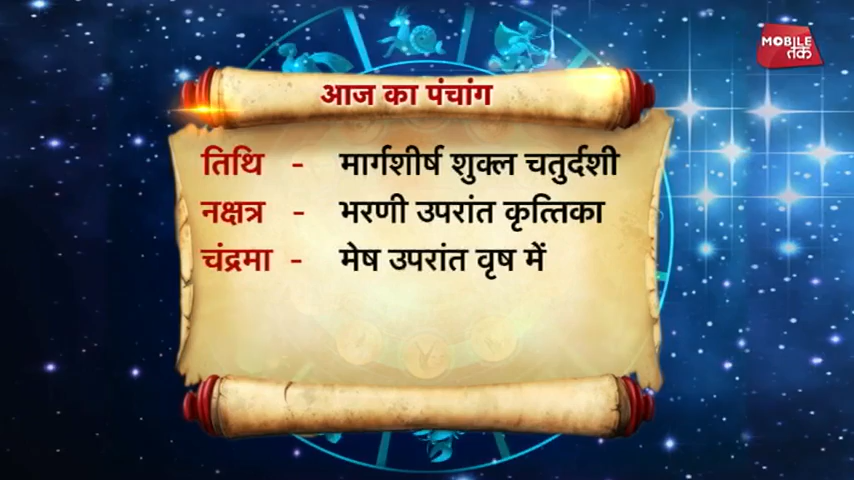 MOBILE
तक
आज का पंचांग
तिथि - मार्गशीर्ष शुक्ल चतुर्दशी
नक्षत्र - भरणी उपरांत कृत्तिका
चंद्रमा - मेष उपरांत वृष में